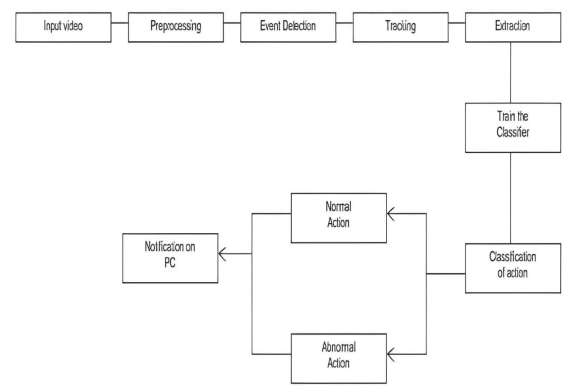 Input video
Preprocessing
Event Detection
Tracking
Extraction
Train the
Classifier
Normal
Action
Notification on
PC
Classification
of action
Abnormal
Action